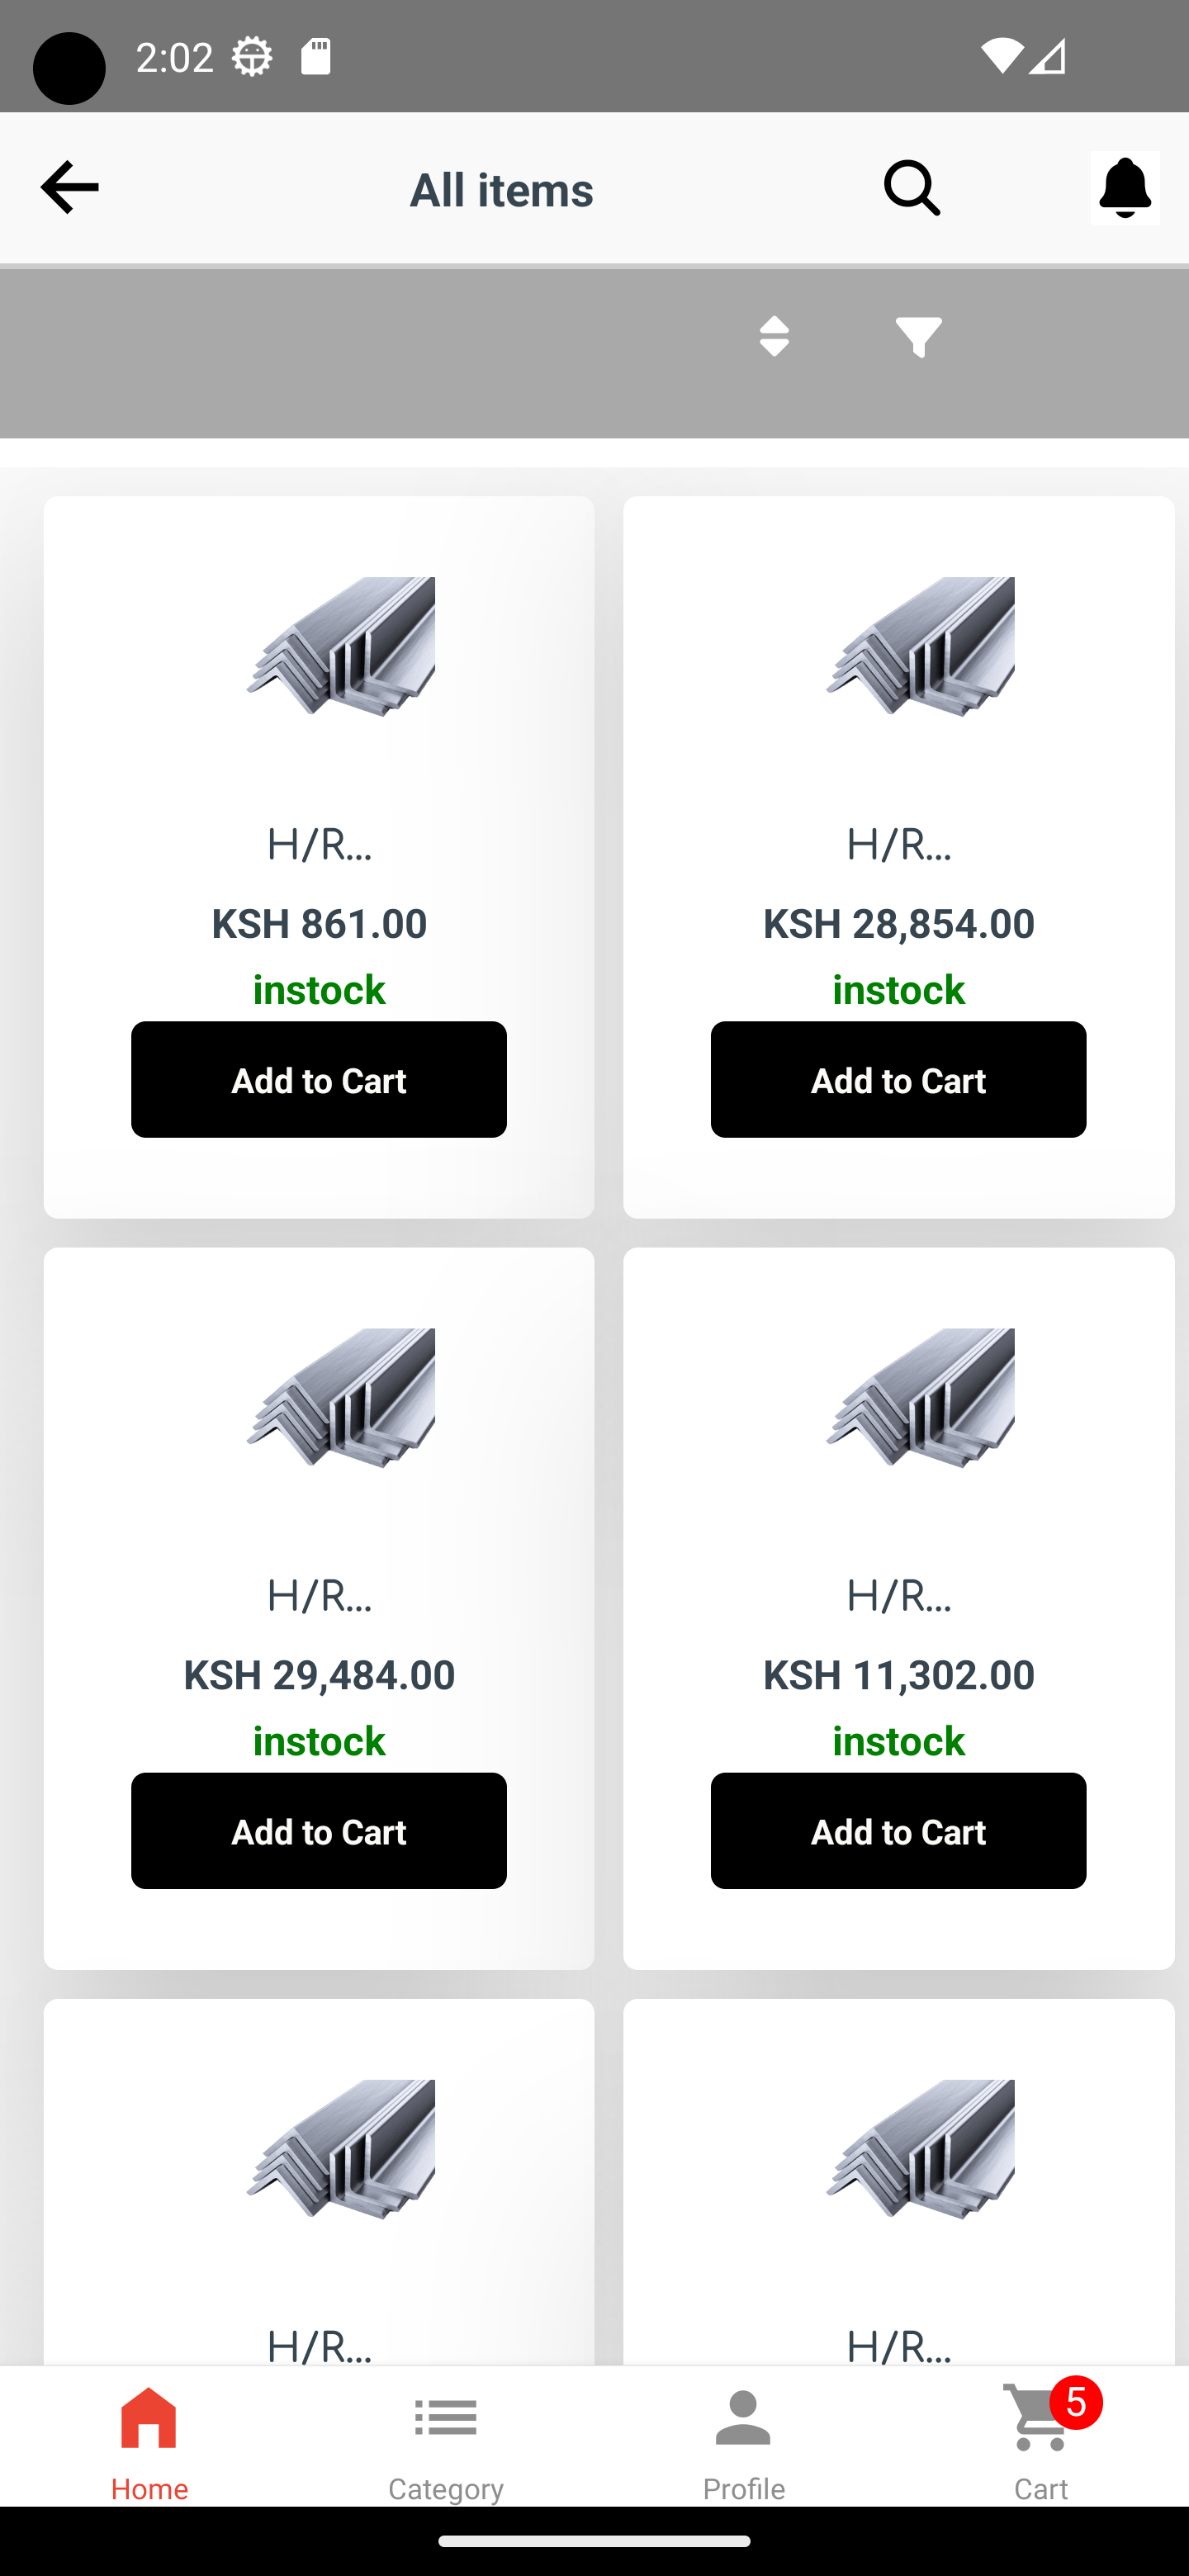 2:02
All items
H/R...
KSH 861.00
instock
Add to Cart
H/R...
KSH 28,854.00
instock
Add to Cart
H/R...
KSH 29,484.00
instock
Add to Cart
H/R...
KSH 11,302.00
instock
Add to Cart
H/R...
H/R...
5
Home
Category
Profile
Cart